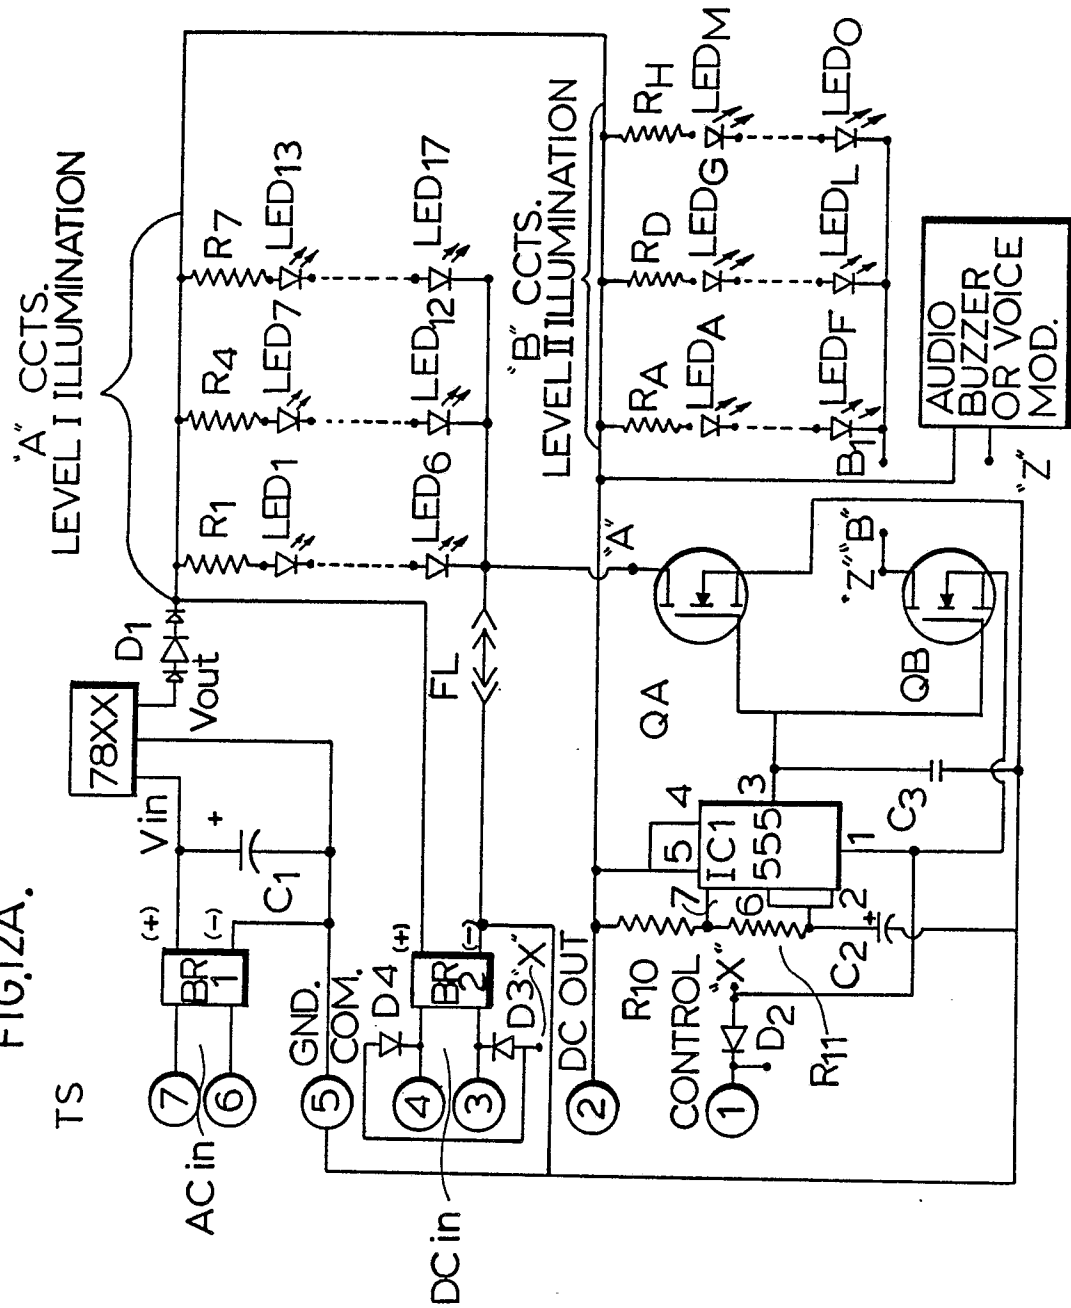 FIG.12A.
TS
"A" CCTS.
LEVEL I ILLUMINATION
78XX
D1
Vin
Vout
(+)
(-)
BR
1
+
C1
7
6
AC in
GND.
COM.
5
R1
LED1
R4
LED7
R7
LED13
LED6
LED12
LED17
FL
D4
(+)
BR
2
(-)
4
3
D3
"X"
DC in
DC OUT
2
"B" CCTS.
LEVEL II ILLUMINATION
RA
LEDA
RD
LEDG
RH
LEDM
LEDF
LEDL
LEDO
B1
"A"
QA
"Z"
"B"
QB
AUDIO
BUZZER
OR VOICE
MOD.
"Z"
R10
7
5
4
IC1
555
3
6
2
1
R11
C2
+
C3
CONTROL
"X"
1
D2